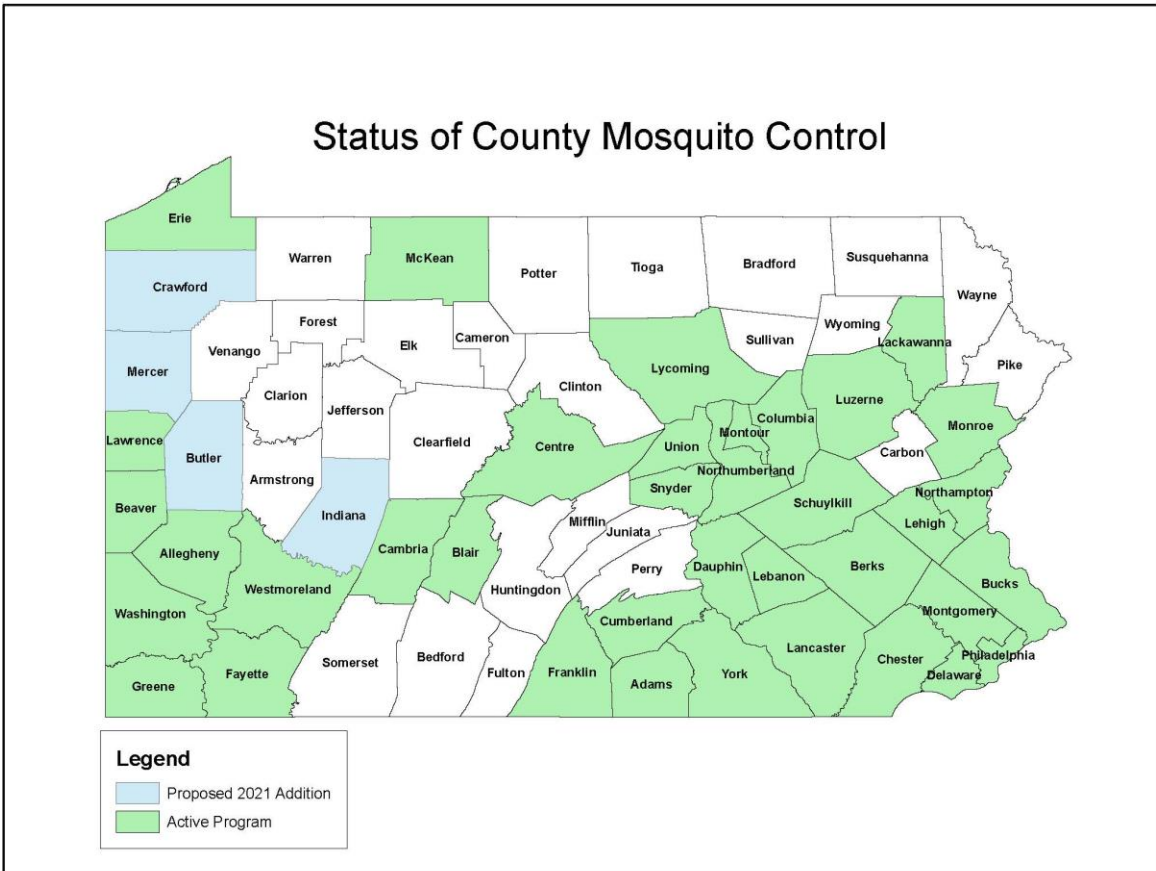 Status of County Mosquito Control
Erie
Warren
McKean
Potter
Tioga
Bradford
Susquehanna
Wayne
Crawford
Forest
Elk
Cameron
Sullivan
Wyoming
Lackawanna
Pike
Mercer
Venango
Clarion
Jefferson
Clinton
Lycoming
Columbia
Luzerne
Monroe
Lawrence
Butler
Armstrong
Clearfield
Centre
Union
Montour
Carbon
Beaver
Indiana
Snyder
Northumberland
Schuylkill
Northampton
Lehigh
Allegheny
Westmoreland
Cambria
Blair
Huntingdon
Mifflin
Juniata
Perry
Dauphin
Lebanon
Berks
Bucks
Washington
Cumberland
Lancaster
Montgomery
Greene
Fayette
Somerset
Bedford
Fulton
Franklin
Adams
York
Chester
Delaware
Philadelphia
Legend
Proposed 2021 Addition
Active Program